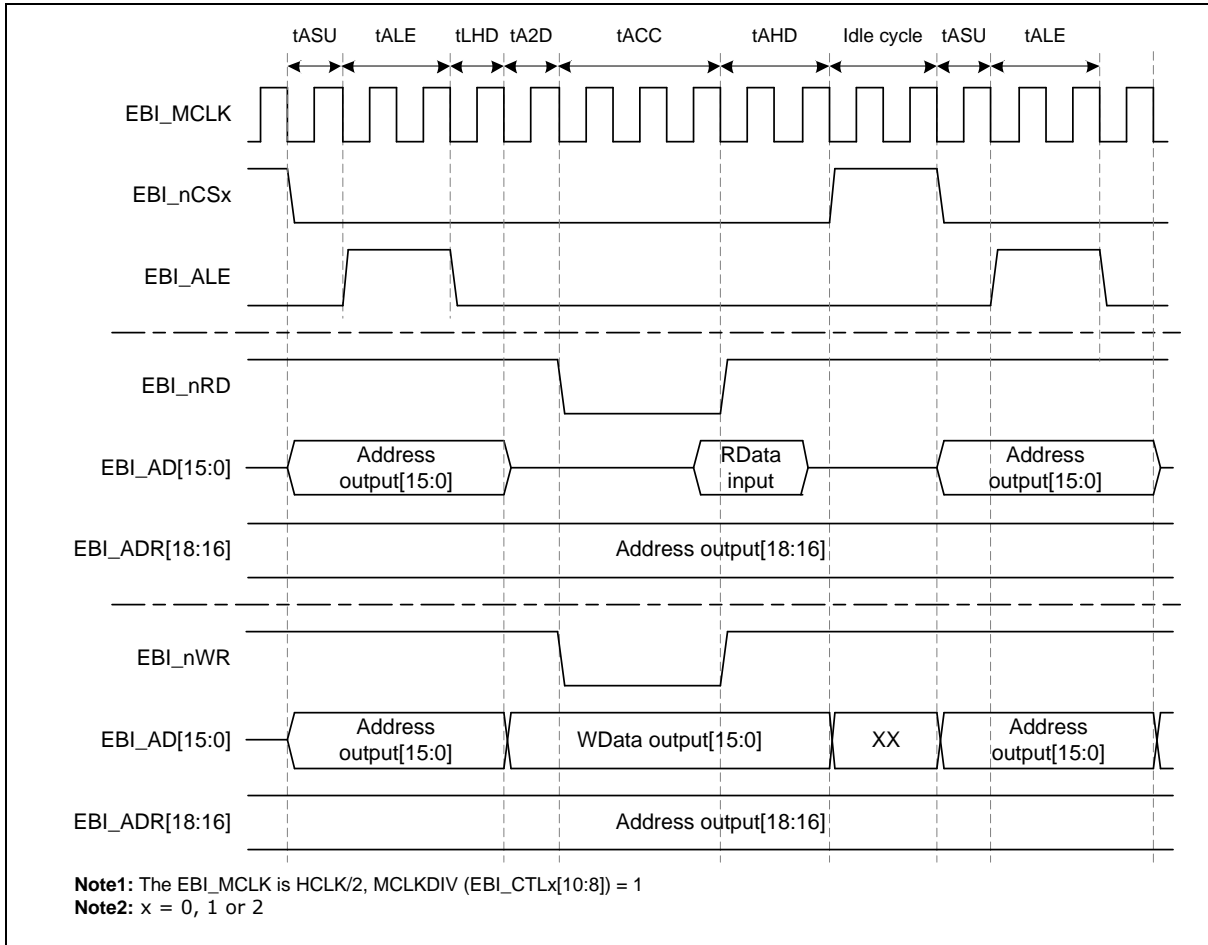 tASU tALE tLHD tA2D tACC tAHD Idle cycle tASU tALE
EBI_MCLK
EBI_nCSx
EBI_ALE
EBI_nRD
EBI_AD[15:0]
Address
output[15:0]
RData
input
Address
output[15:0]
EBI_ADR[18:16]
Address output[18:16]
EBI_nWR
EBI_AD[15:0]
Address
output[15:0]
WData output[15:0]
XX
Address
output[15:0]
EBI_ADR[18:16]
Address output[18:16]
Note1: The EBI_MCLK is HCLK/2, MCLKDIV (EBI_CTLx[10:8]) = 1
Note2: x = 0, 1 or 2